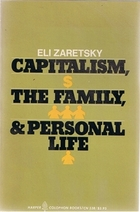 ELI ZARETSKY
CAPITALISM,
$
THE FAMILY,
& PERSONAL
LIFE